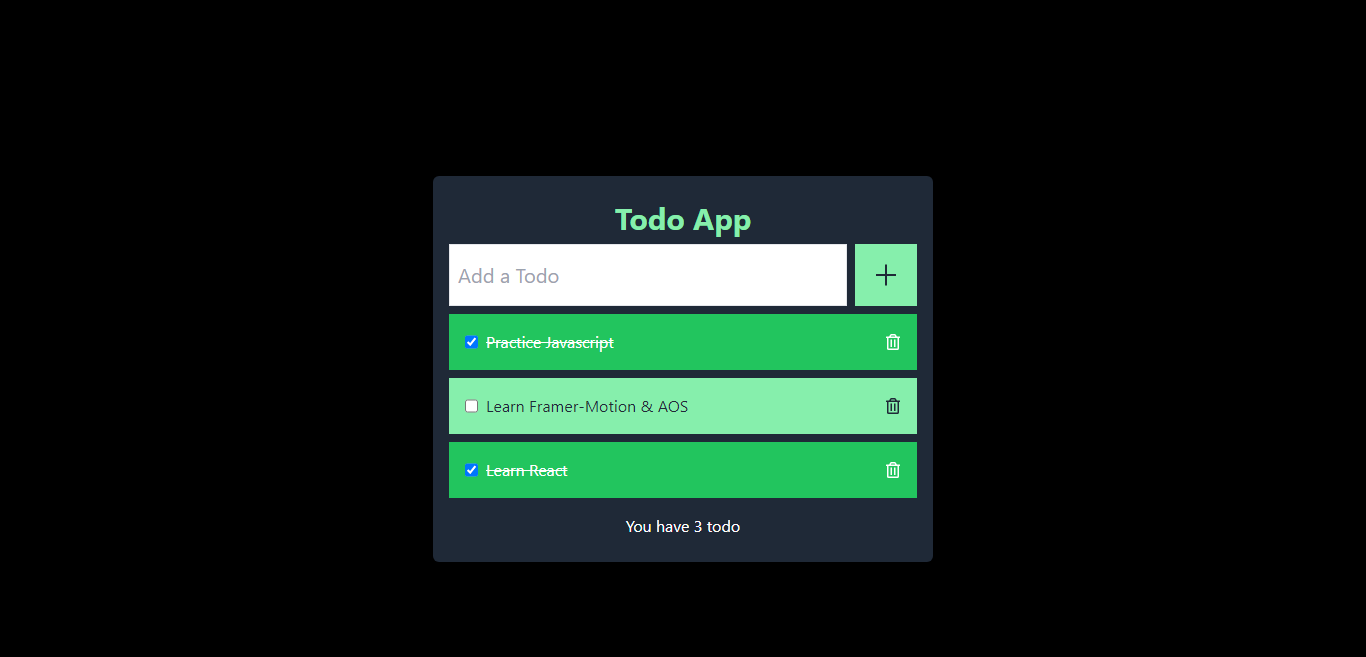 Todo App
Add a Todo
Practice Javascript
Learn Framer-Motion & AOS
Learn React
You have 3 todo